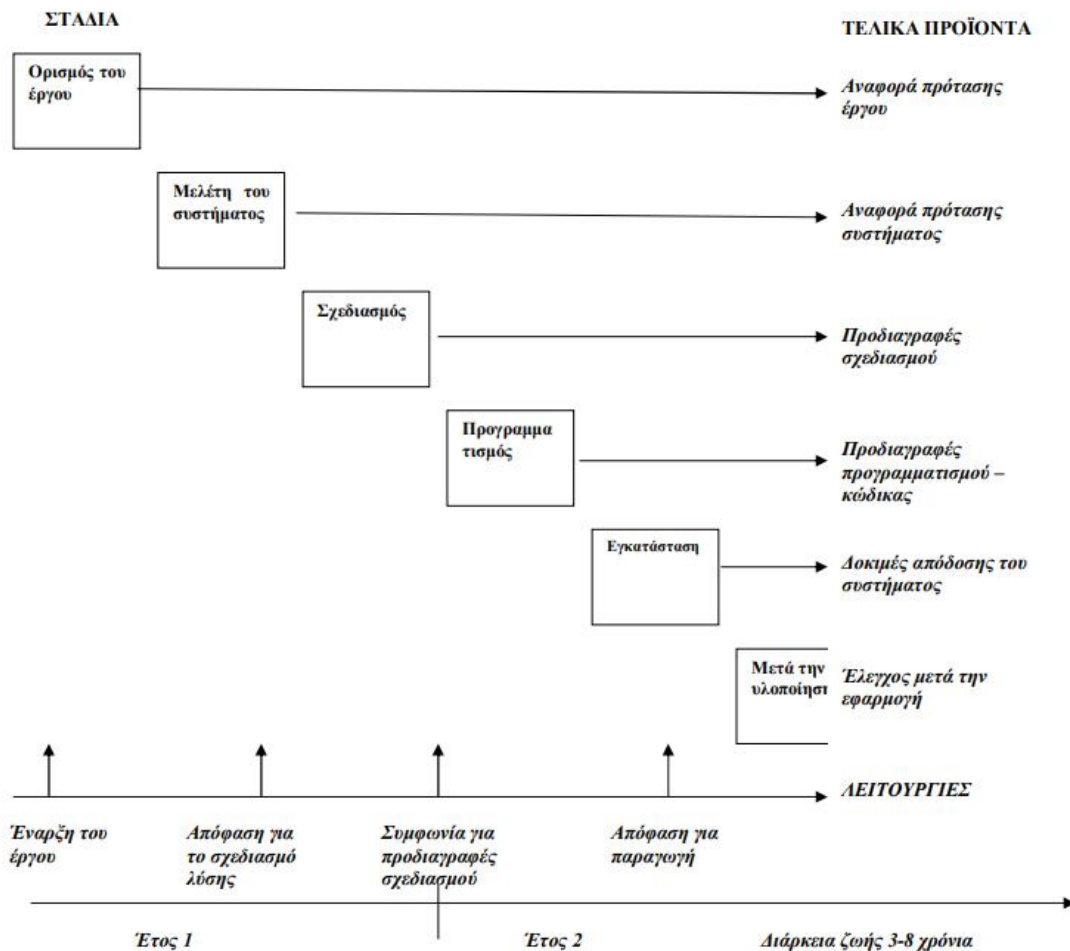 ΣΤΑΔΙΑ
ΤΕΛΙΚΑ ΠΡΟΪΟΝΤΑ
Ορισμός του
έργου
Αναφορά πρότασης
έργου
Μελέτη του
συστήματος
Αναφορά πρότασης
συστήματος
Σχεδιασμός
Προδιαγραφές
σχεδιασμού
Προγραμμα
τισμός
Προδιαγραφές
προγραμματισμού –
κώδικας
Εγκατάσταση
Δοκιμές απόδοσης του
συστήματος
Μετά την
υλοποίηση
Έλεγχος μετά την
εφαρμογή
ΛΕΙΤΟΥΡΓΙΕΣ
Έναρξη του
έργου
Απόφαση για
το σχεδιασμό
λύσης
Συμφωνία για
προδιαγραφές
σχεδιασμού
Απόφαση για
παραγωγή
Έτος 1
Έτος 2
Διάρκεια ζωής 3-8 χρόνια